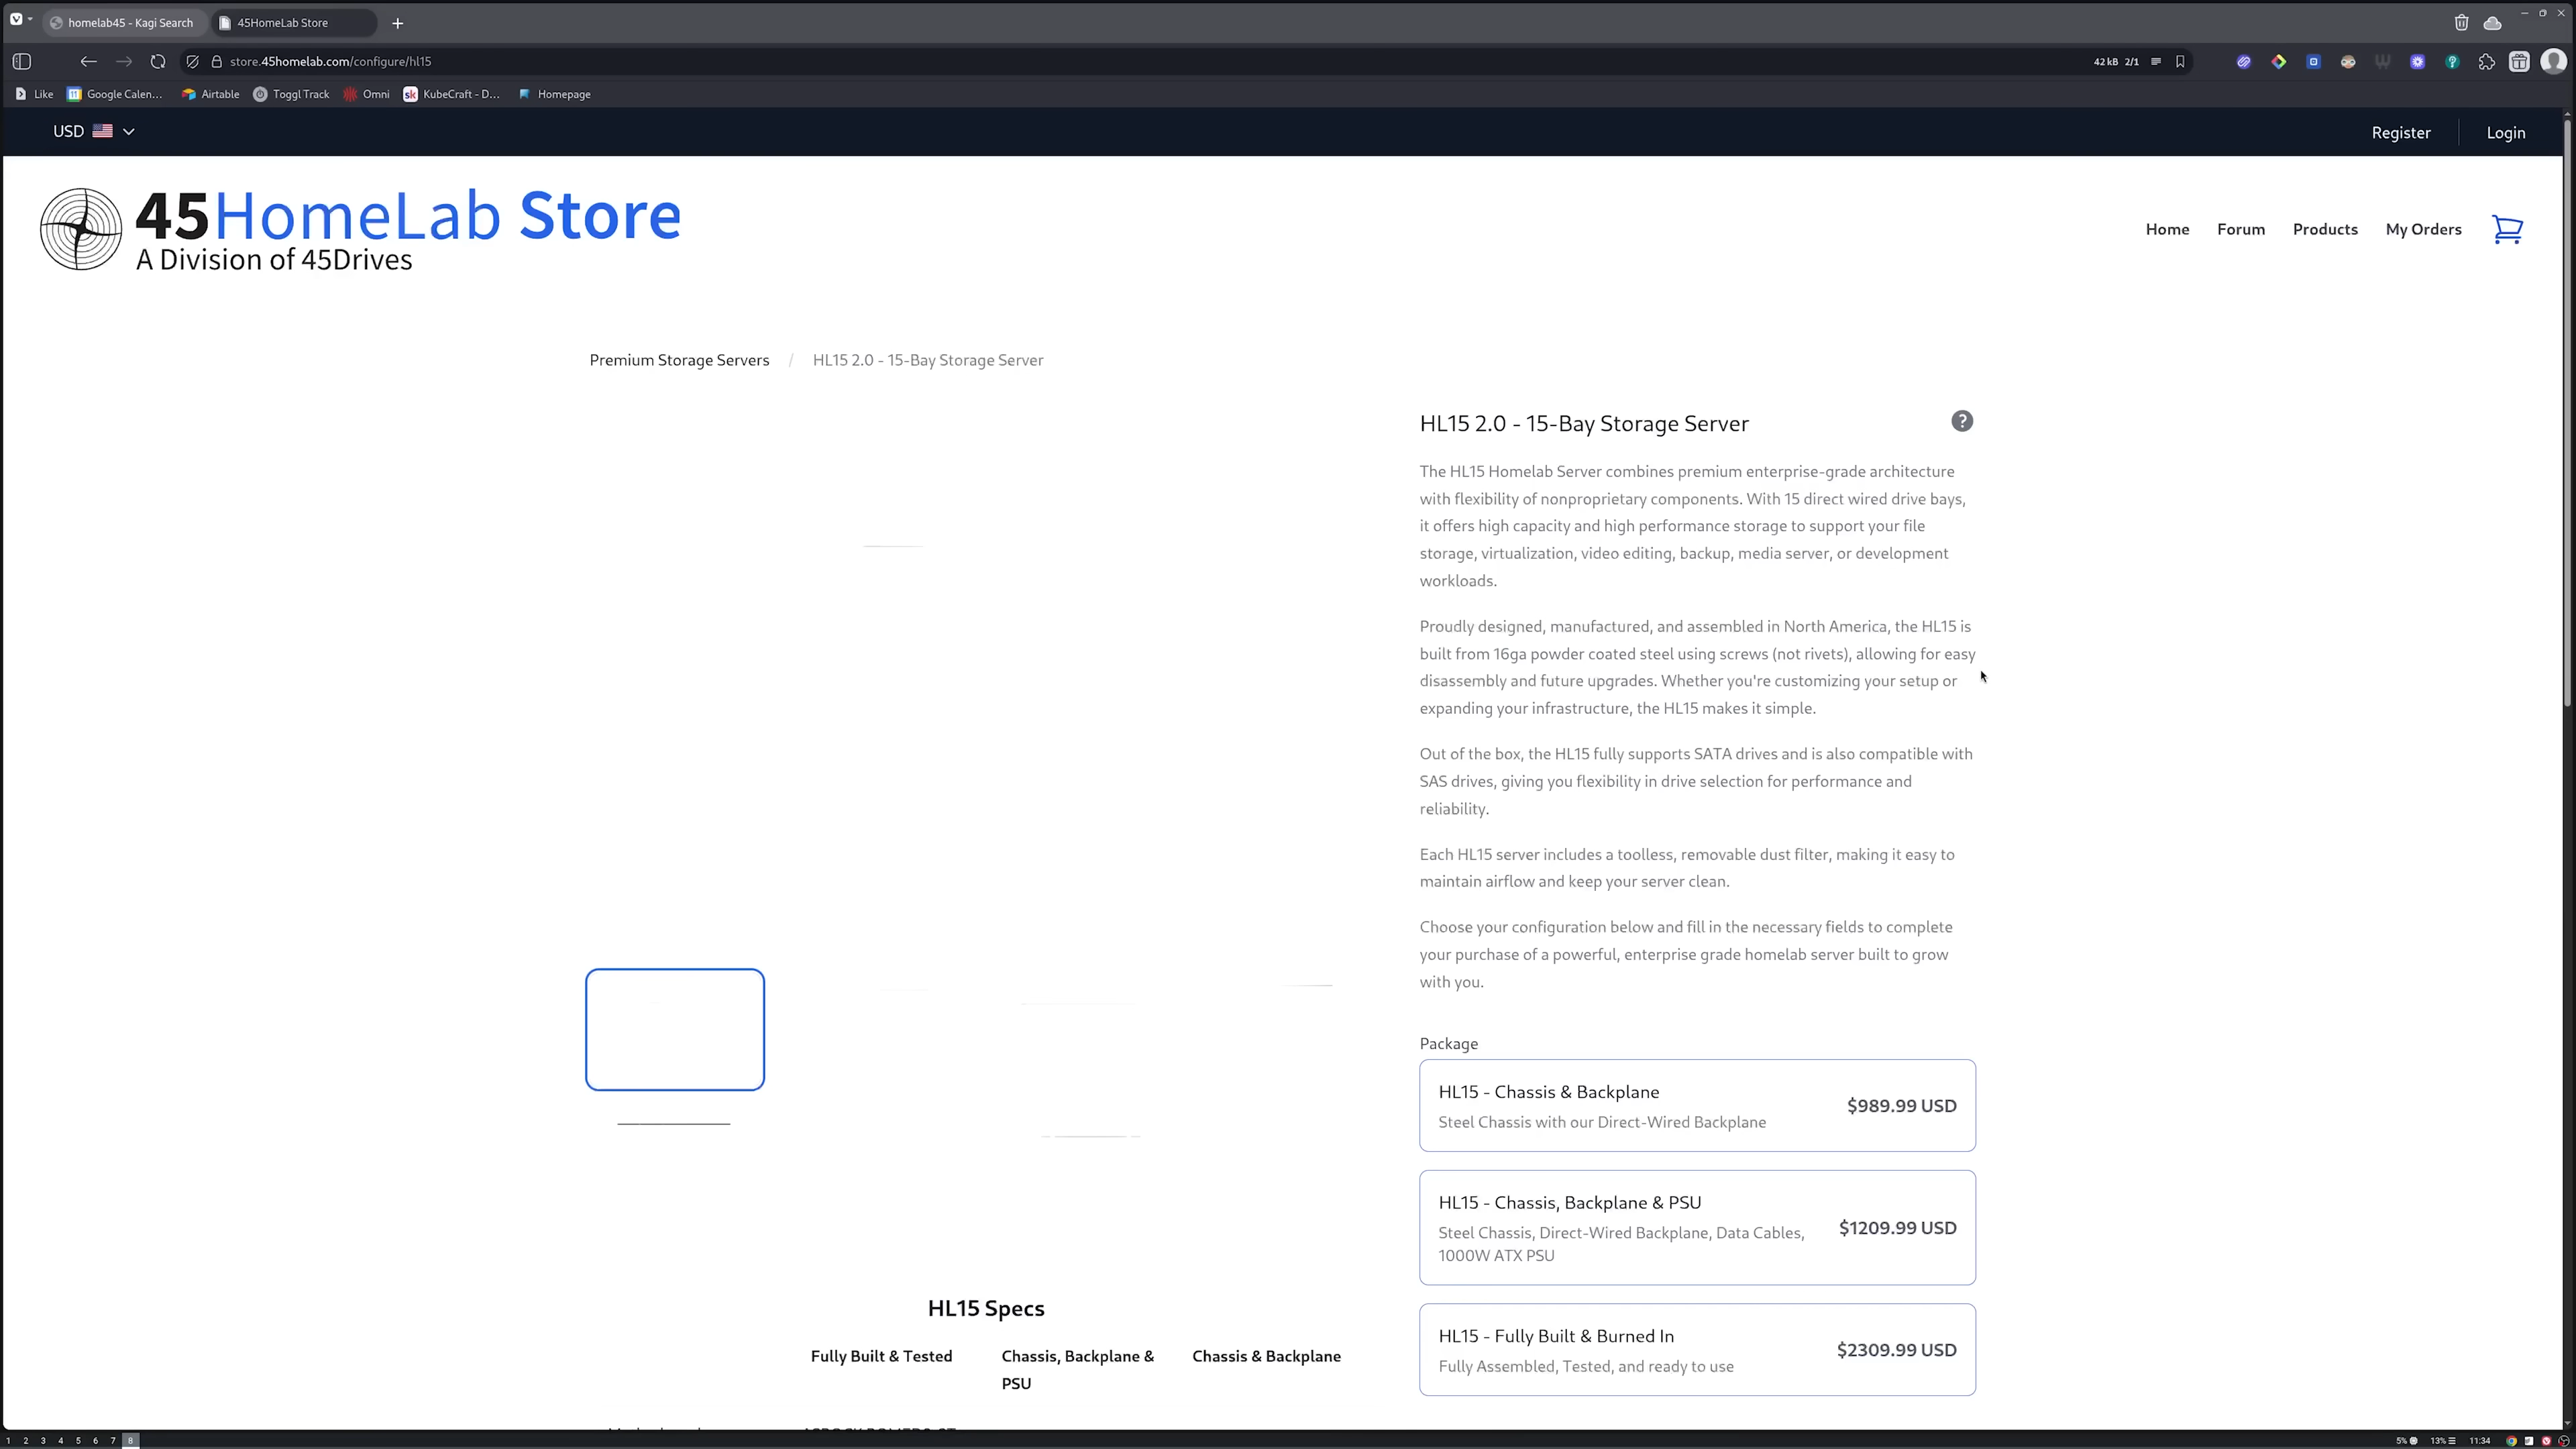 homelab45 - Kagi Search
45HomeLab Store
store.45homelab.com/configure/hl15
42 kB 2/1
Like
Google Calen...
Airtable
Toggl Track
Omni
sk
KubeCraft - D...
Homepage
USD
Register
Login
45HomeLab Store
A Division of 45Drives
Home
Forum
Products
My Orders
Premium Storage Servers / HL15 2.0 - 15-Bay Storage Server
HL15 2.0 - 15-Bay Storage Server
?
The HL15 Homelab Server combines premium enterprise-grade architecture
with flexibility of nonproprietary components. With 15 direct wired drive bays,
it offers high capacity and high performance storage to support your file
storage, virtualization, video editing, backup, media server, or development
workloads.
Proudly designed, manufactured, and assembled in North America, the HL15 is
built from 16ga powder coated steel using screws (not rivets), allowing for easy
disassembly and future upgrades. Whether you're customizing your setup or
expanding your infrastructure, the HL15 makes it simple.
Out of the box, the HL15 fully supports SATA drives and is also compatible with
SAS drives, giving you flexibility in drive selection for performance and
reliability.
Each HL15 server includes a toolless, removable dust filter, making it easy to
maintain airflow and keep your server clean.
Choose your configuration below and fill in the necessary fields to complete
your purchase of a powerful, enterprise grade homelab server built to grow
with you.
Package
HL15 - Chassis & Backplane
$989.99 USD
Steel Chassis with our Direct-Wired Backplane
HL15 - Chassis, Backplane & PSU
$1209.99 USD
Steel Chassis, Direct-Wired Backplane, Data Cables,
1000W ATX PSU
HL15 - Fully Built & Burned In
$2309.99 USD
Fully Assembled, Tested, and ready to use
HL15 Specs
Fully Built & Tested
Chassis, Backplane &
PSU
Chassis & Backplane
1 2 3 4 5 6 7 8
5%
13%
11:34